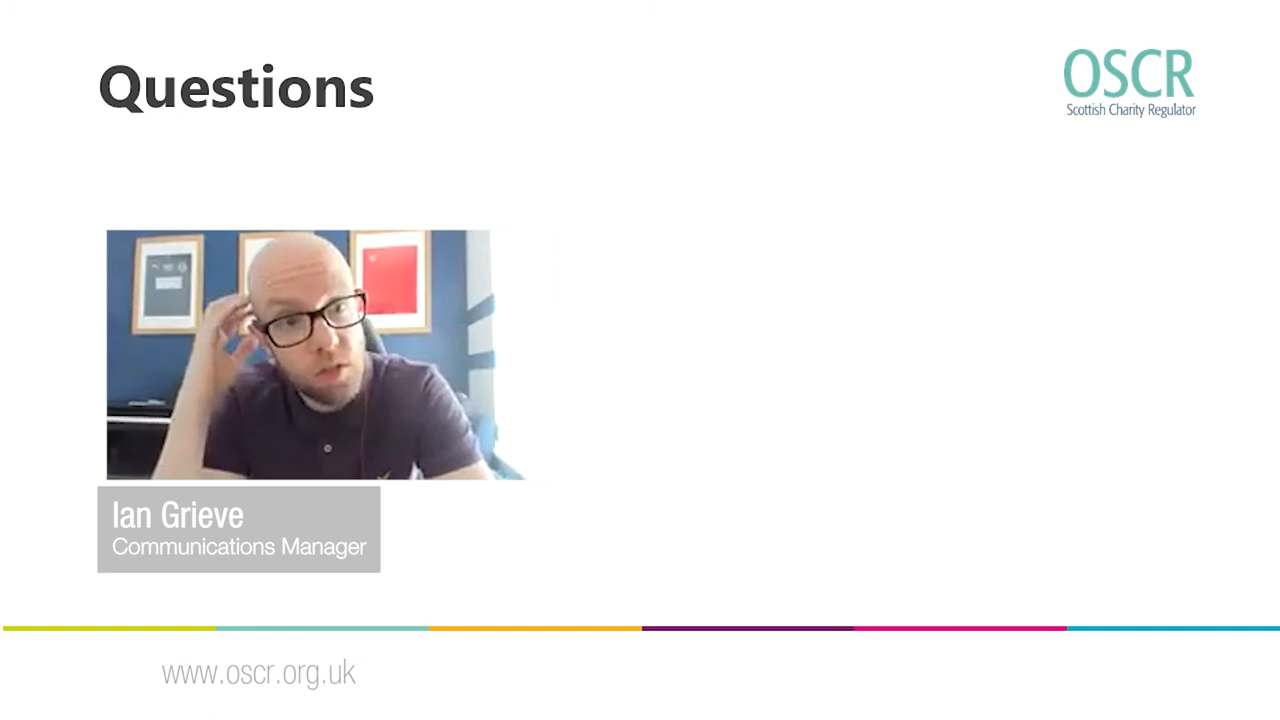 Questions
OSCR
Scottish Charity Regulator
Ian Grieve
Communications Manager
www.oscr.org.uk